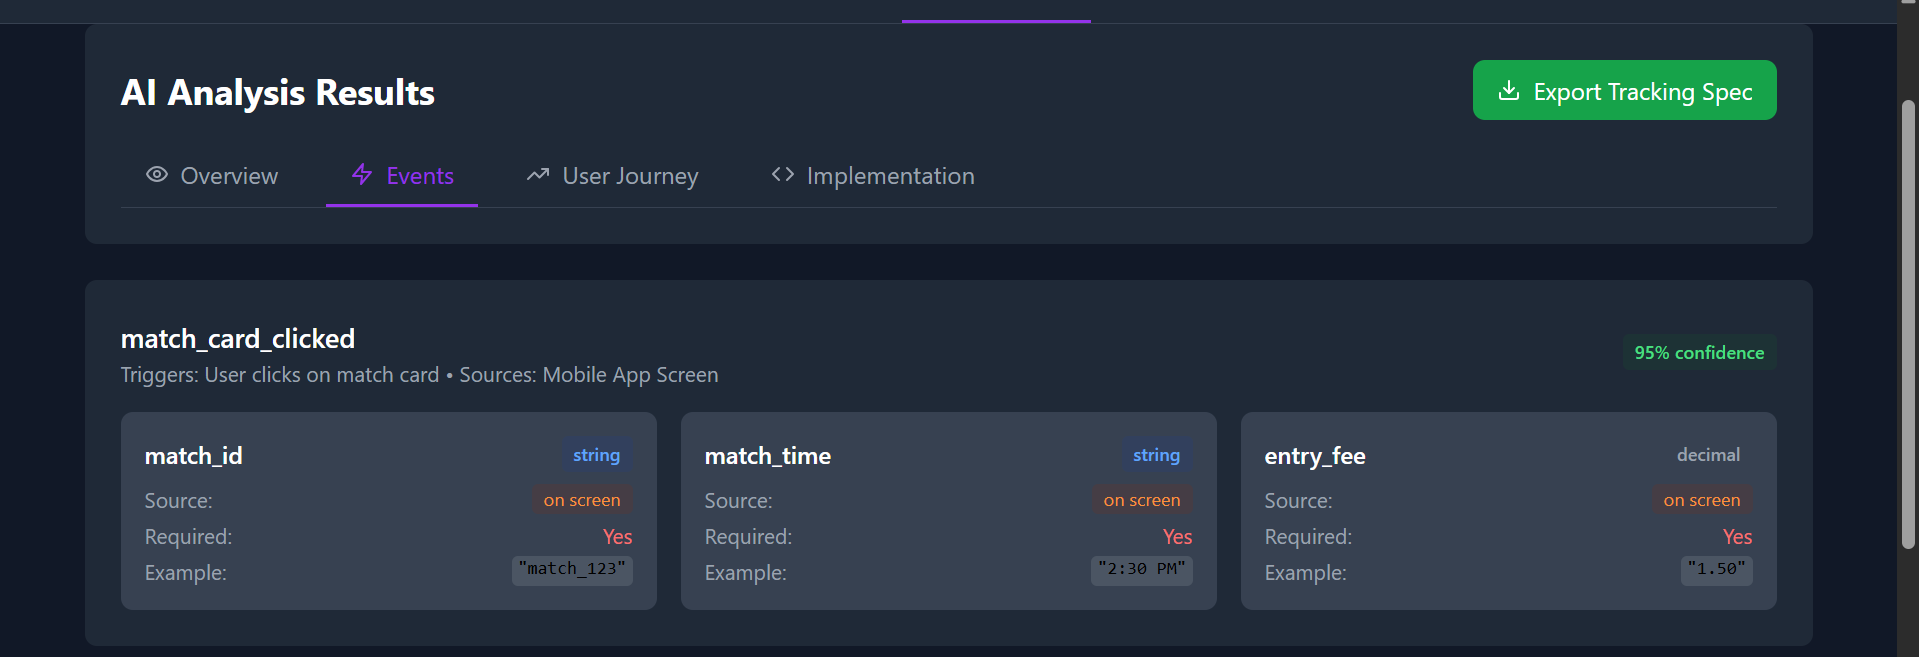 AI Analysis Results
Export Tracking Spec
Overview
Events
User Journey
Implementation
match_card_clicked
Triggers: User clicks on match card • Sources: Mobile App Screen
95% confidence
match_id
string
Source:
on screen
Required:
Yes
Example:
"match_123"
match_time
string
Source:
on screen
Required:
Yes
Example:
"2:30 PM"
entry_fee
decimal
Source:
on screen
Required:
Yes
Example:
"1.50"